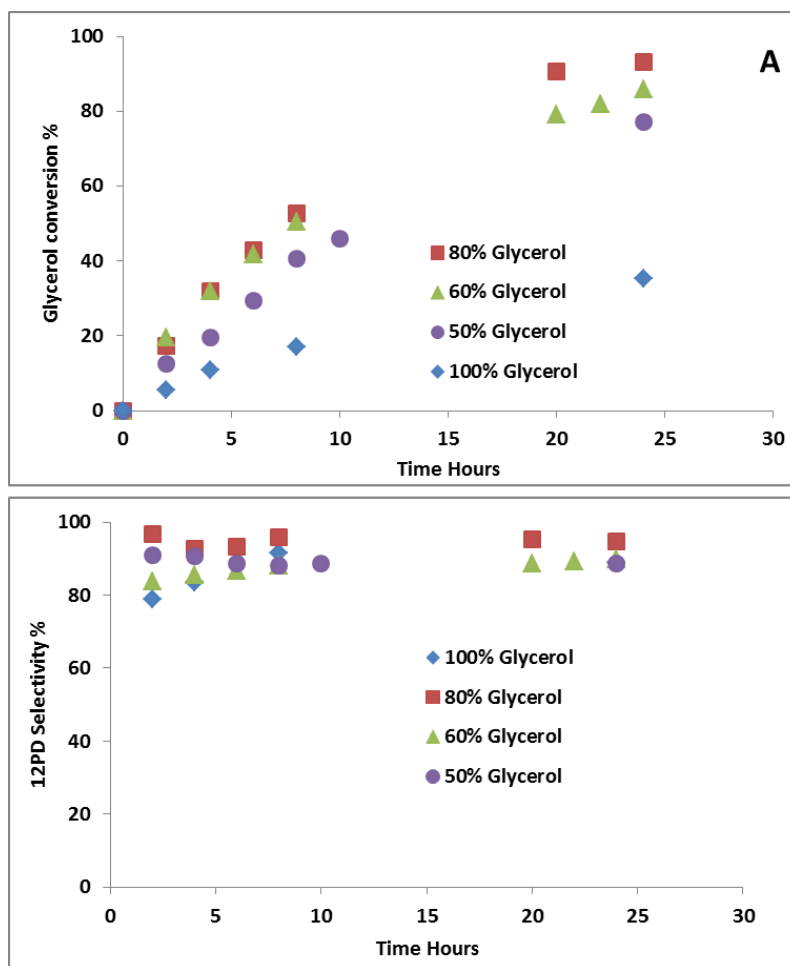 A
100
80
60
40
20
0
Glycerol conversion %
80% Glycerol
60% Glycerol
50% Glycerol
100% Glycerol
0 5 10 15 20 25 30
Time Hours
100
80
60
40
20
0
12PD Selectivity %
100% Glycerol
80% Glycerol
60% Glycerol
50% Glycerol
0 5 10 15 20 25 30
Time Hours